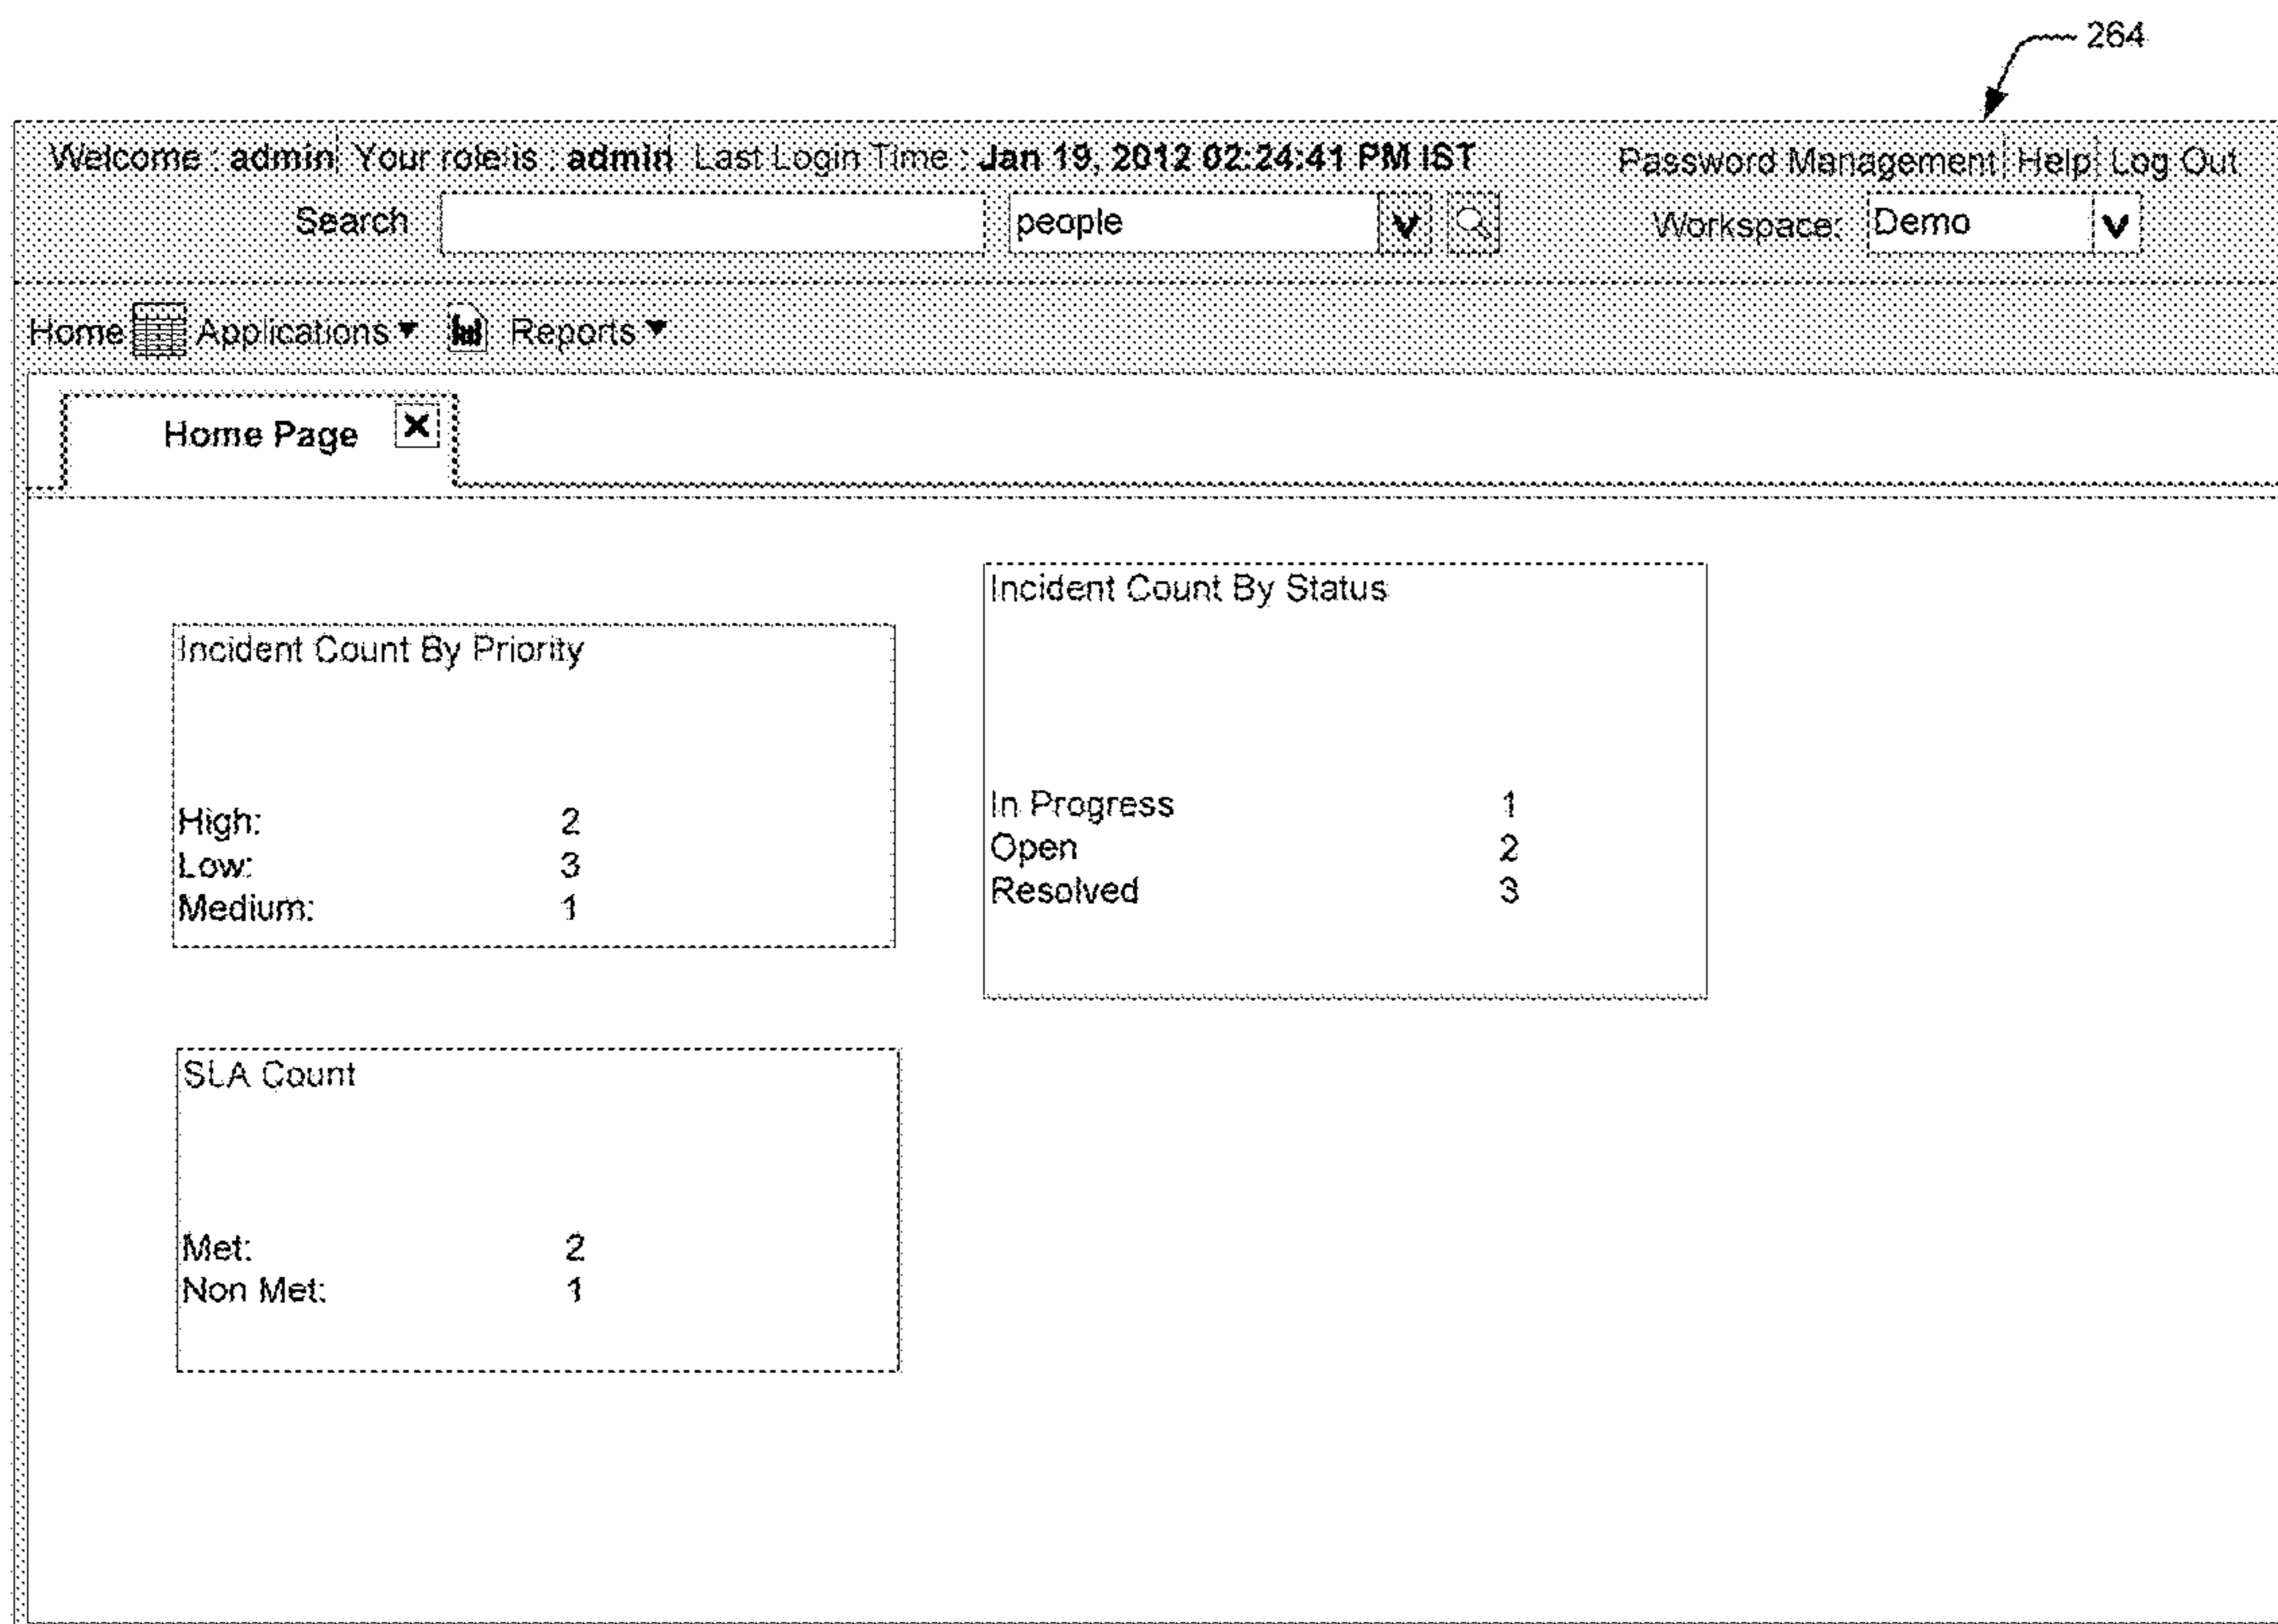 264
Welcome : admin Your role is : admin Last Login Time : Jan 19, 2012 02:24:41 PM IST Password Management Help Log Out
Search people Workspace: Demo
Home Applications Reports
Home Page
Incident Count By Status
In Progress 1
Open 2
Resolved 3
Incident Count By Priority
High: 2
Low: 3
Medium: 1
SLA Count
Met: 2
Non Met: 1